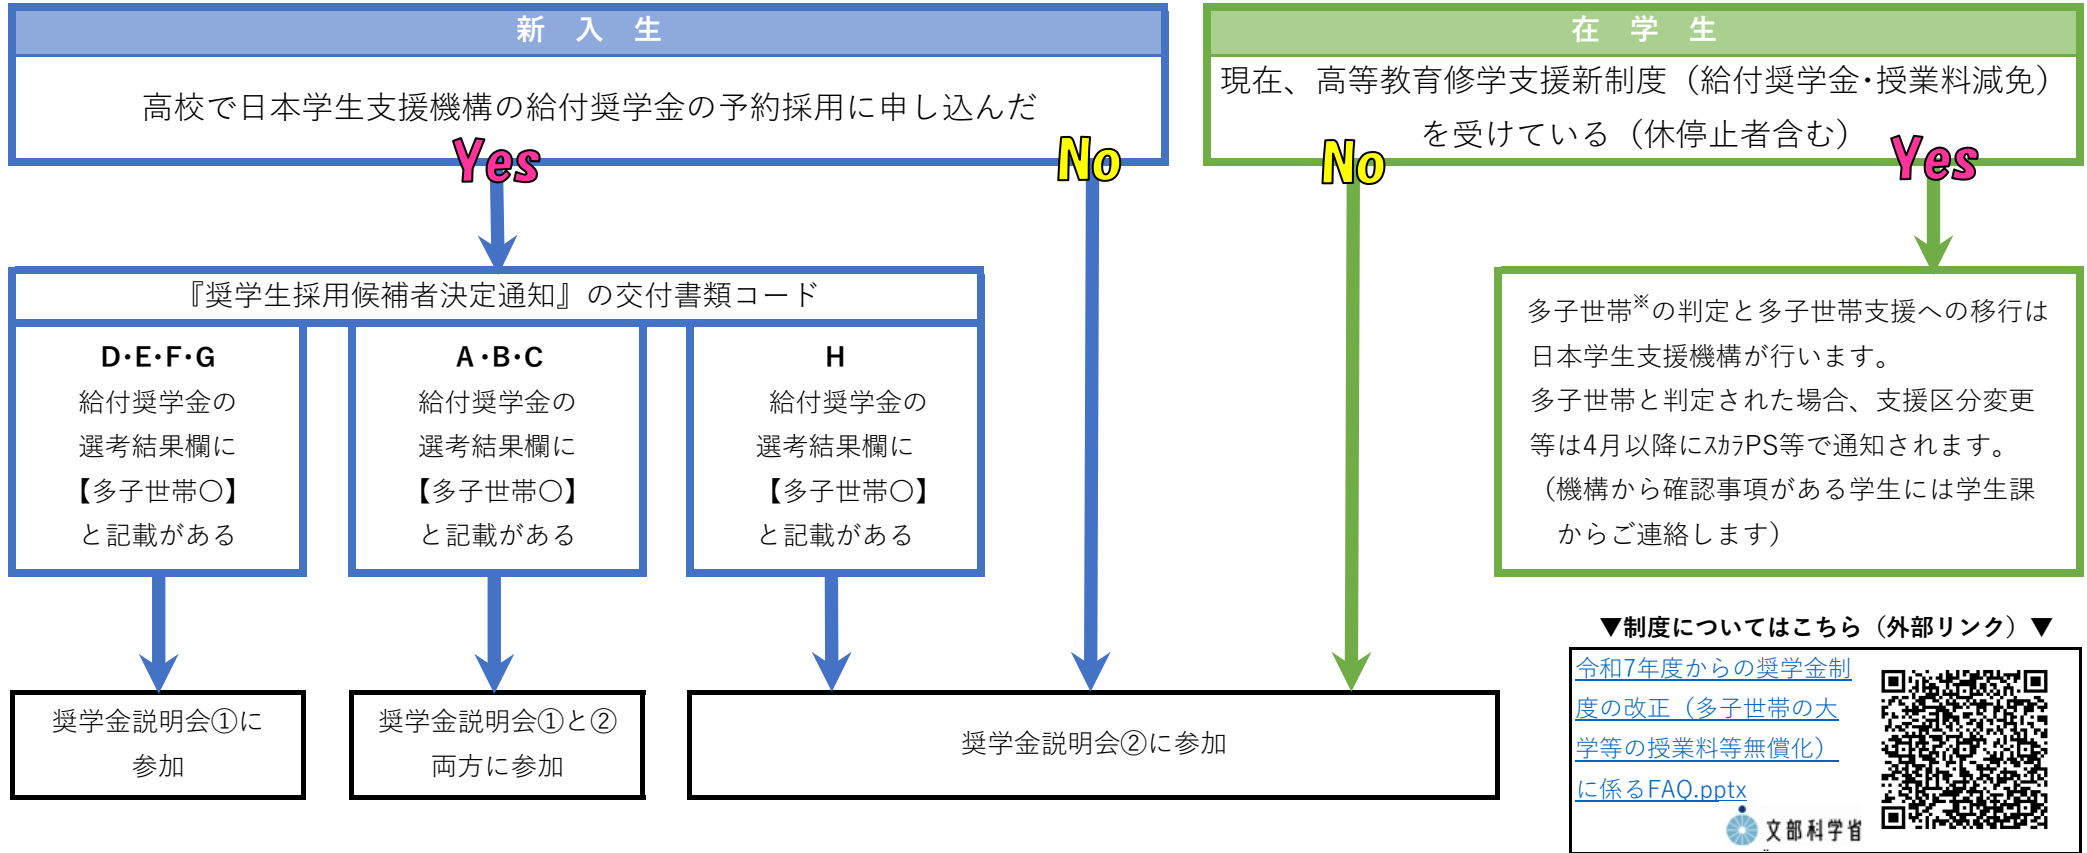 新 入 生
高校で日本学生支援機構の給付奨学金の予約採用に申し込んだ
Yes
No
『奨学生採用候補者決定通知』の交付書類コード
D･E･F･G
給付奨学金の
選考結果欄に
【多子世帯〇】
と記載がある
A･B･C
給付奨学金の
選考結果欄に
【多子世帯〇】
と記載がある
H
給付奨学金の
選考結果欄に
【多子世帯〇】
と記載がある
奨学金説明会①に
参加
奨学金説明会①と②
両方に参加
奨学金説明会②に参加
在 学 生
現在、高等教育修学支援新制度（給付奨学金･授業料減免）
を受けている（休停止者含む）
No
Yes
多子世帯※の判定と多子世帯支援への移行は
日本学生支援機構が行います。
多子世帯と判定された場合、支援区分変更
等は4月以降にｽｶﾗPS等で通知されます。
（機構から確認事項がある学生には学生課
からご連絡します）
▼制度についてはこちら（外部リンク）▼
令和7年度からの奨学金制
度の改正（多子世帯の大
学等の授業料等無償化）
に係るFAQ.pptx
文部科学省